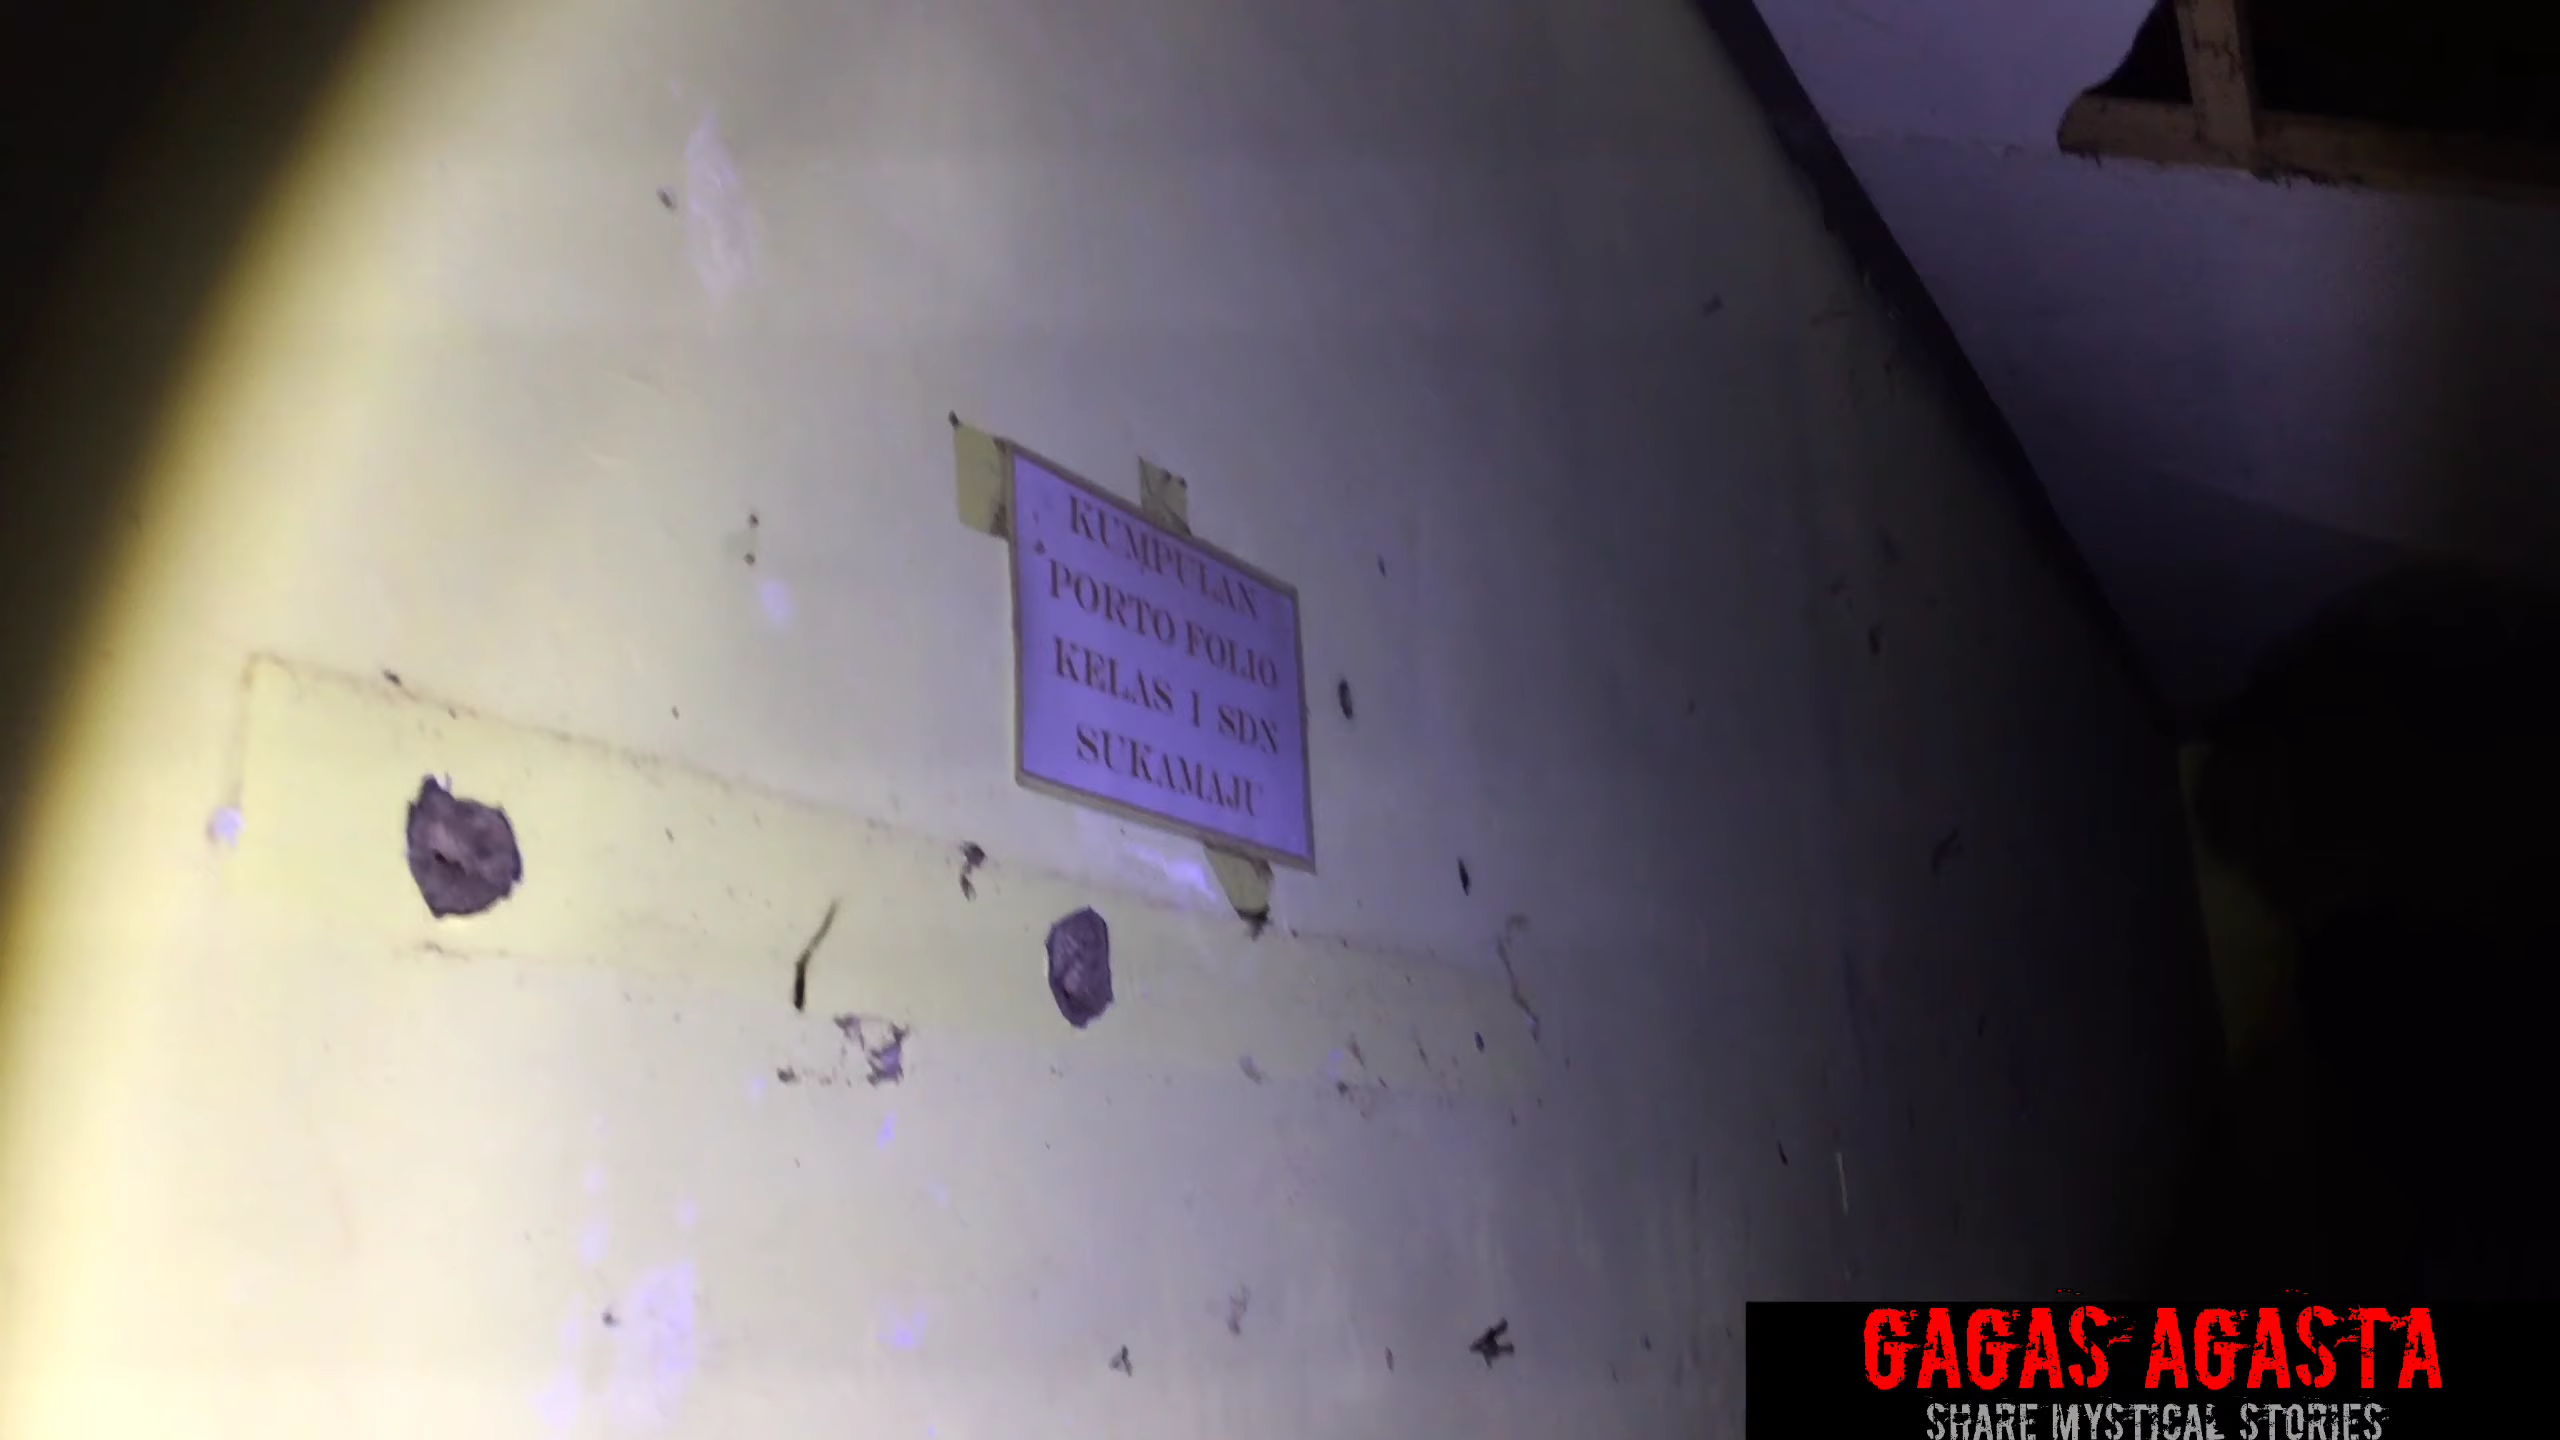 KUMPULAN
PORTO FOLIO
KELAS 1 SDN
SUKAMAJU
GAGAS AGASTA
SHARE MYSTICAL STORIES